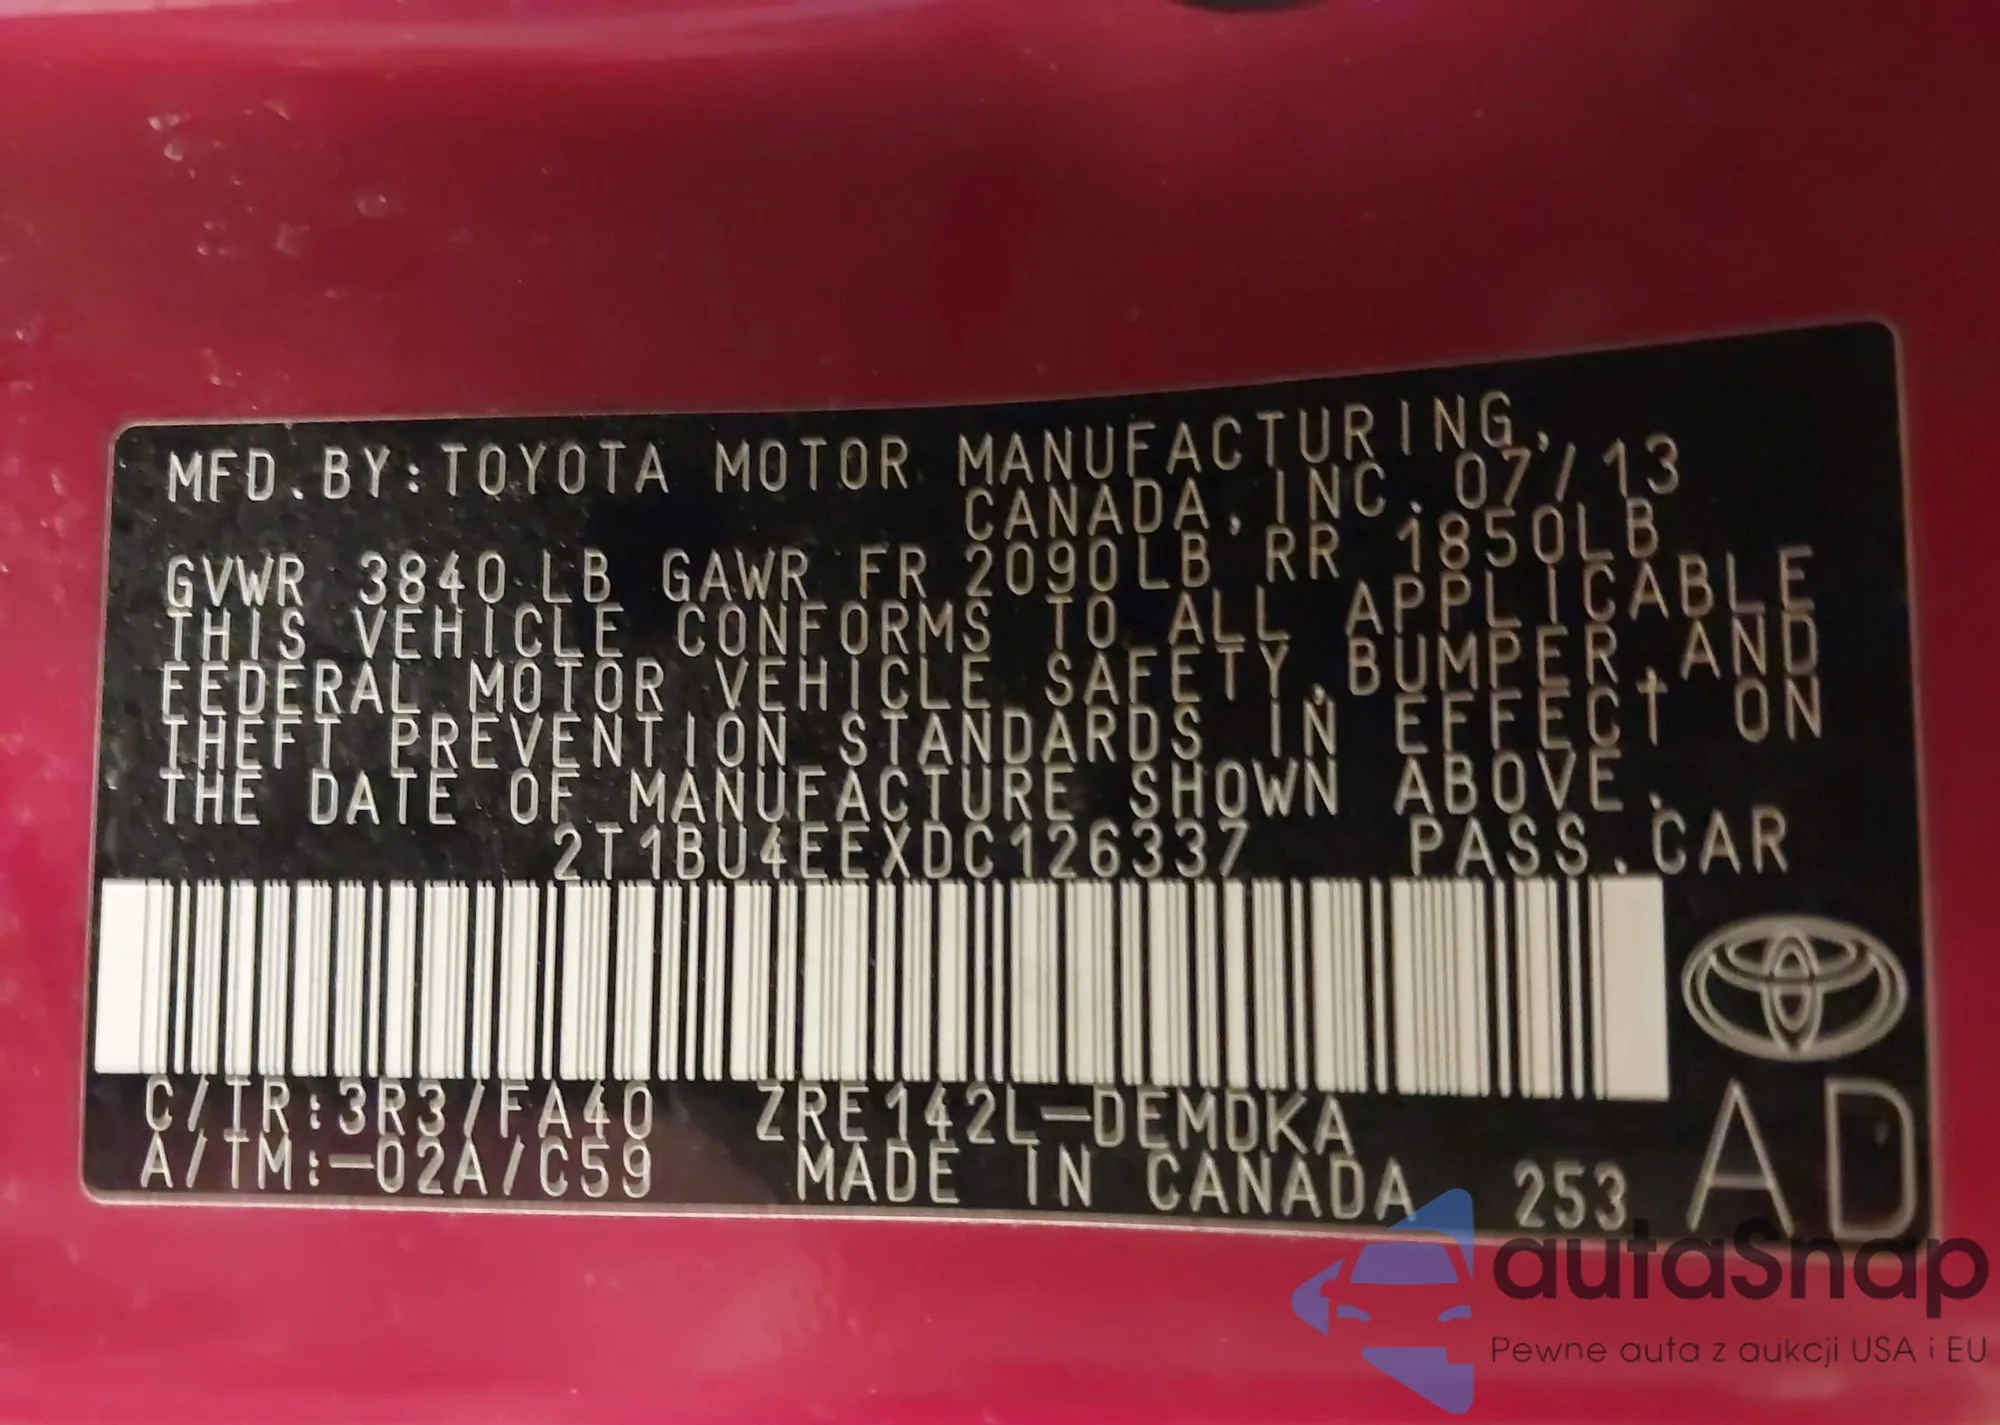 MFD.BY:TOYOTA MOTOR MANUFACTURING,
CANADA,INC.07/13
GVWR 3840LB GAWR FR 2090LB RR 1850LB
THIS VEHICLE CONFORMS TO ALL APPLICABLE
FEDERAL MOTOR VEHICLE SAFETY,BUMPER,AND
THEFT PREVENTION STANDARDS IN EFFECT ON
THE DATE OF MANUFACTURE SHOWN ABOVE.
2T1BU4EEXDC126337 PASS.CAR
C/TR:3R3/FA40 ZRE142L-DEMDKA
A/TM:-02A/C59 MADE IN CANADA 253
AD
autaSnap
Pewne auta z aukcji USA i EU